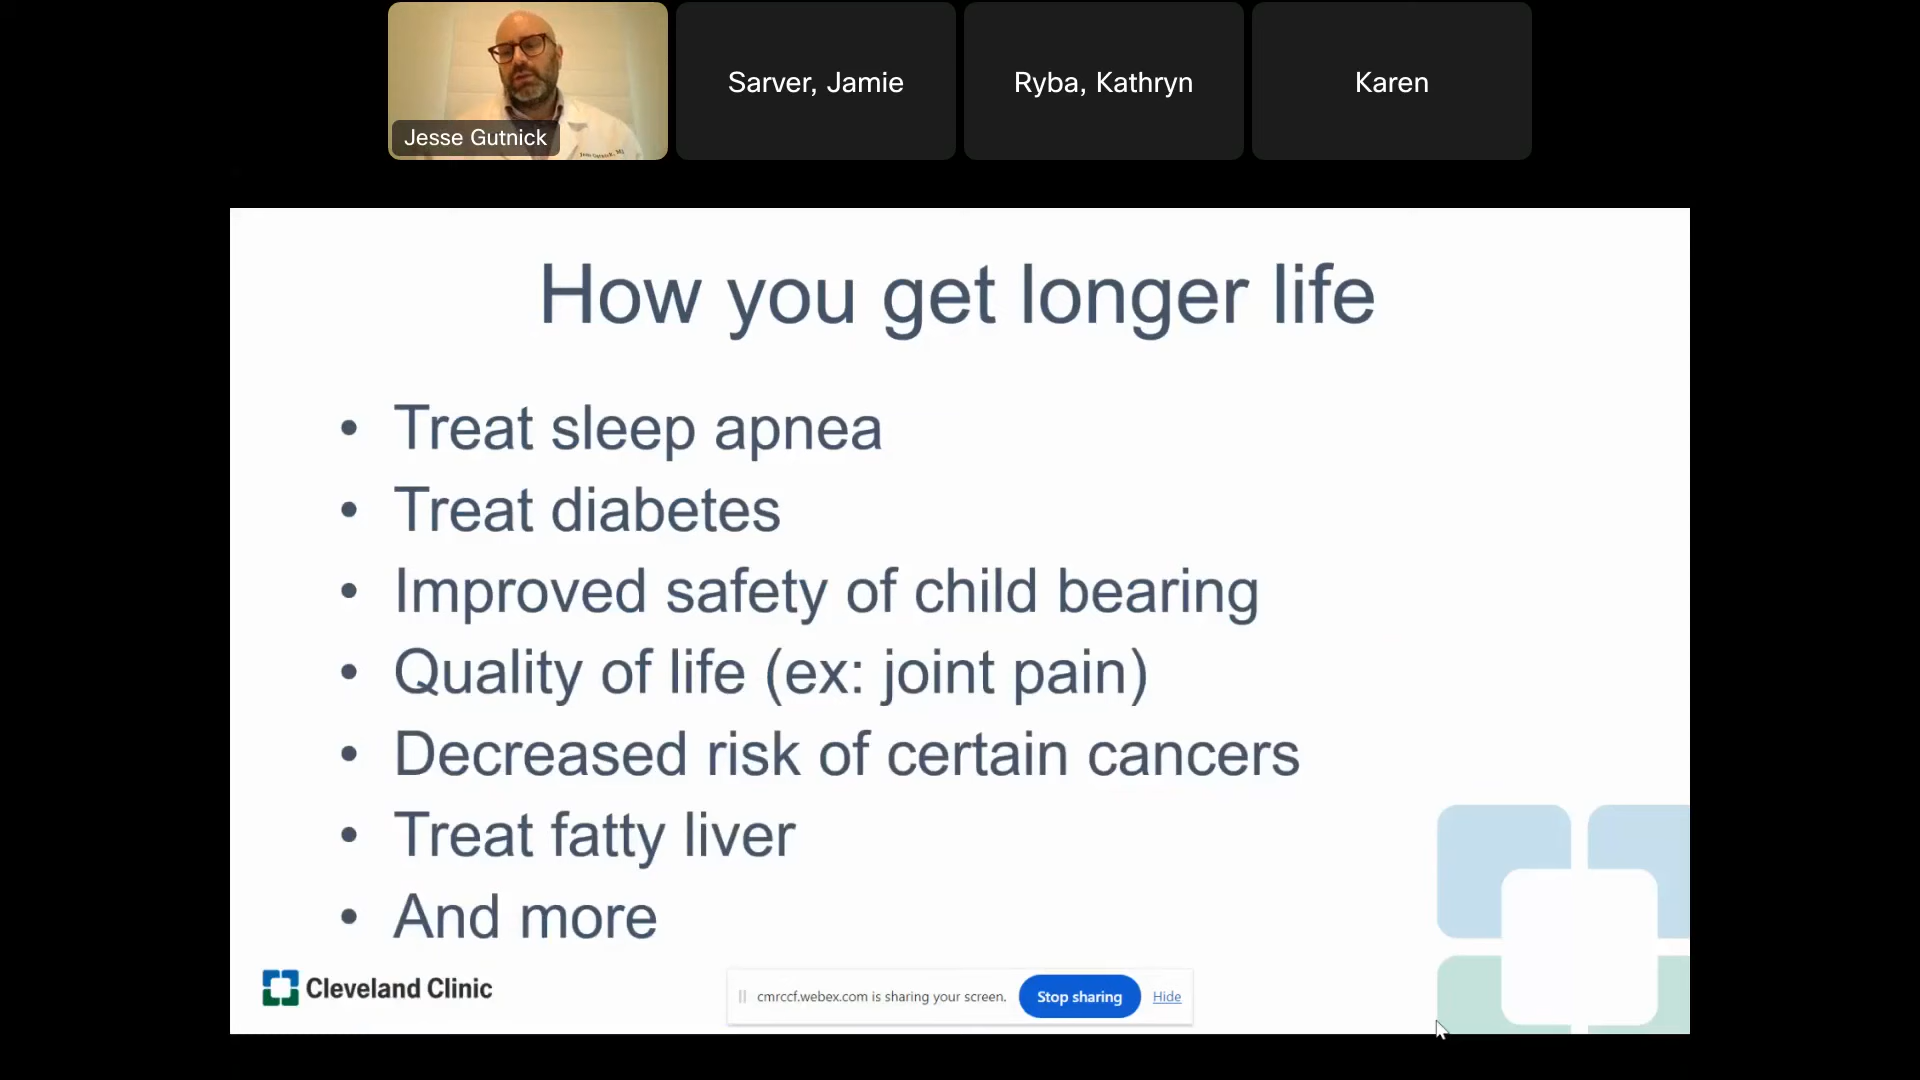 Jesse Gutnick
Sarver, Jamie
Ryba, Kathryn
Karen
How you get longer life
• Treat sleep apnea
• Treat diabetes
• Improved safety of child bearing
• Quality of life (ex: joint pain)
• Decreased risk of certain cancers
• Treat fatty liver
• And more
Cleveland Clinic
cmrccf.webex.com is sharing your screen.
Stop sharing
Hide